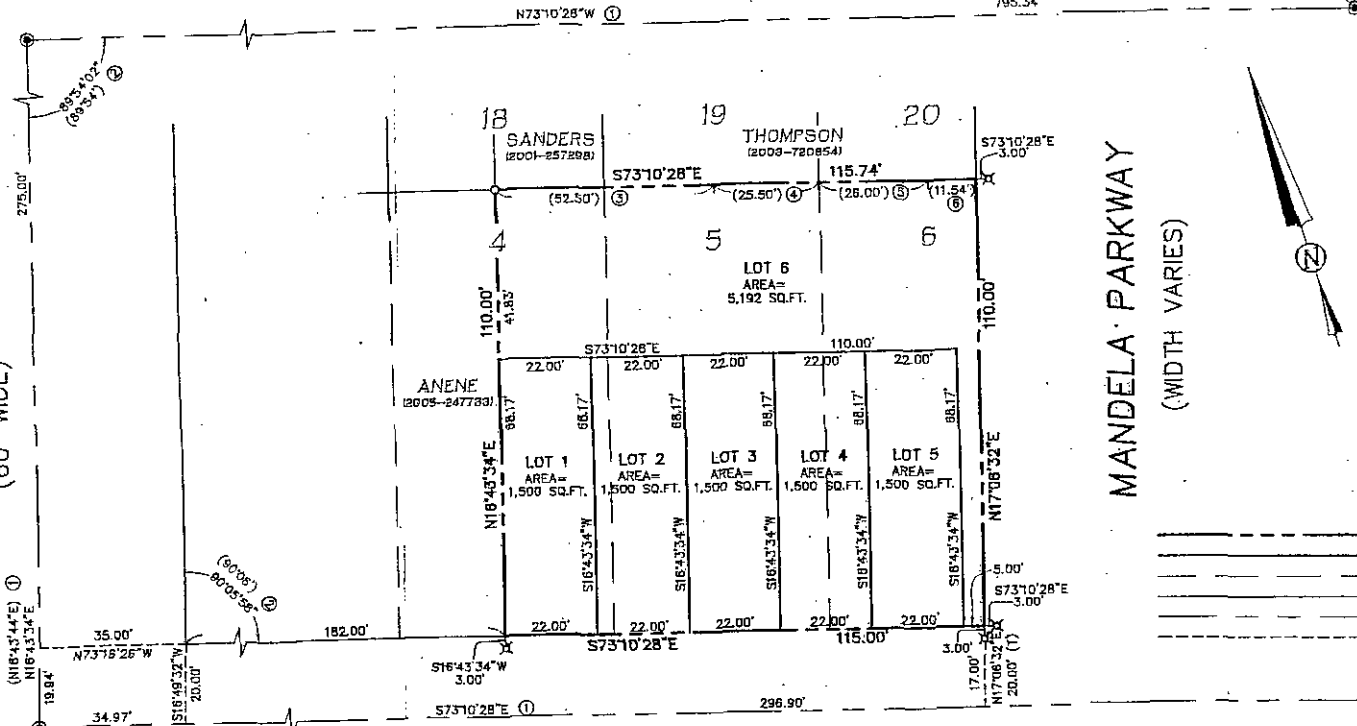 N73°10'28"W ①
795.34'
89°54'02" ②
(89°54')
275.00'
18
19
20
SANDERS
(2001-257298)
THOMPSON
(2003-720854)
S73°10'28"E
3.00'
S73°10'28"E
115.74'
(52.50') ③
(25.50') ④
(26.00') ⑤
(11.54')
⑥
4
5
6
LOT 6
AREA=
5,192 SQ.FT.
110.00'
41.83'
110.00'
MANDELA PARKWAY
(WIDTH VARIES)
S73°10'28"E
110.00'
22.00'
22.00'
22.00'
22.00'
22.00'
ANENE
(2005-247733)
68.17'
68.17'
68.17'
68.17'
68.17'
68.17'
N16°43'34"E
N17°06'32"E
LOT 1
AREA=
1,500 SQ.FT.
LOT 2
AREA=
1,500 SQ.FT.
LOT 3
AREA=
1,500 SQ.FT.
LOT 4
AREA=
1,500 SQ.FT.
LOT 5
AREA=
1,500 SQ.FT.
S16°43'34"W
S16°43'34"W
S16°43'34"W
S16°43'34"W
S16°43'34"W
(90°06') ②
90°05'58"
5.00'
S73°10'28"E
3.00'
(N16°43'44"E) ①
N16°43'34"E
35.00'
N73°16'26"W
182.00'
22.00'
22.00'
22.00'
22.00'
22.00'
S73°10'28"E
115.00'
3.00'
S16°43'34"W
3.00'
17.00'
N17°06'32"E
20.00' (T)
19.94'
S16°49'32"W
20.00'
34.97'
S73°10'28"E ①
296.90'